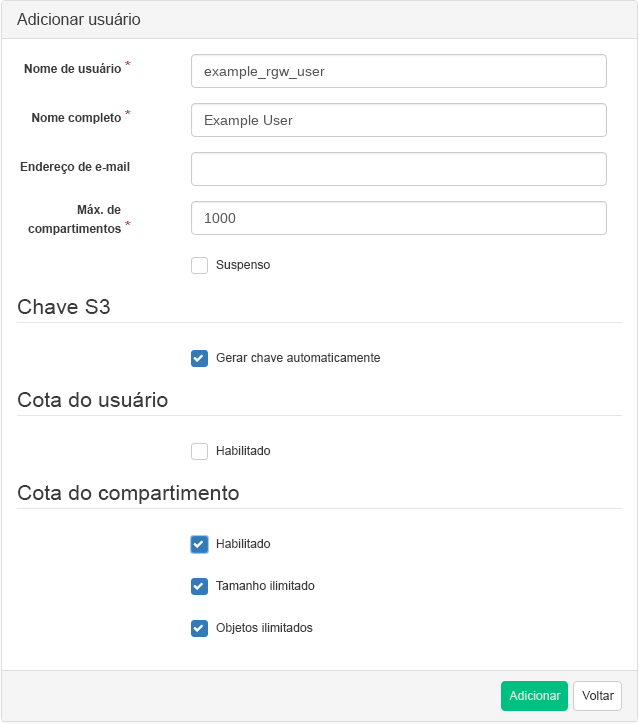 Adicionar usuário
Nome de usuário *
example_rgw_user
Nome completo *
Example User
Endereço de e-mail
Máx. de
compartimentos *
1000
Suspenso
Chave S3
Gerar chave automaticamente
Cota do usuário
Habilitado
Cota do compartimento
Habilitado
Tamanho ilimitado
Objetos ilimitados
Adicionar
Voltar